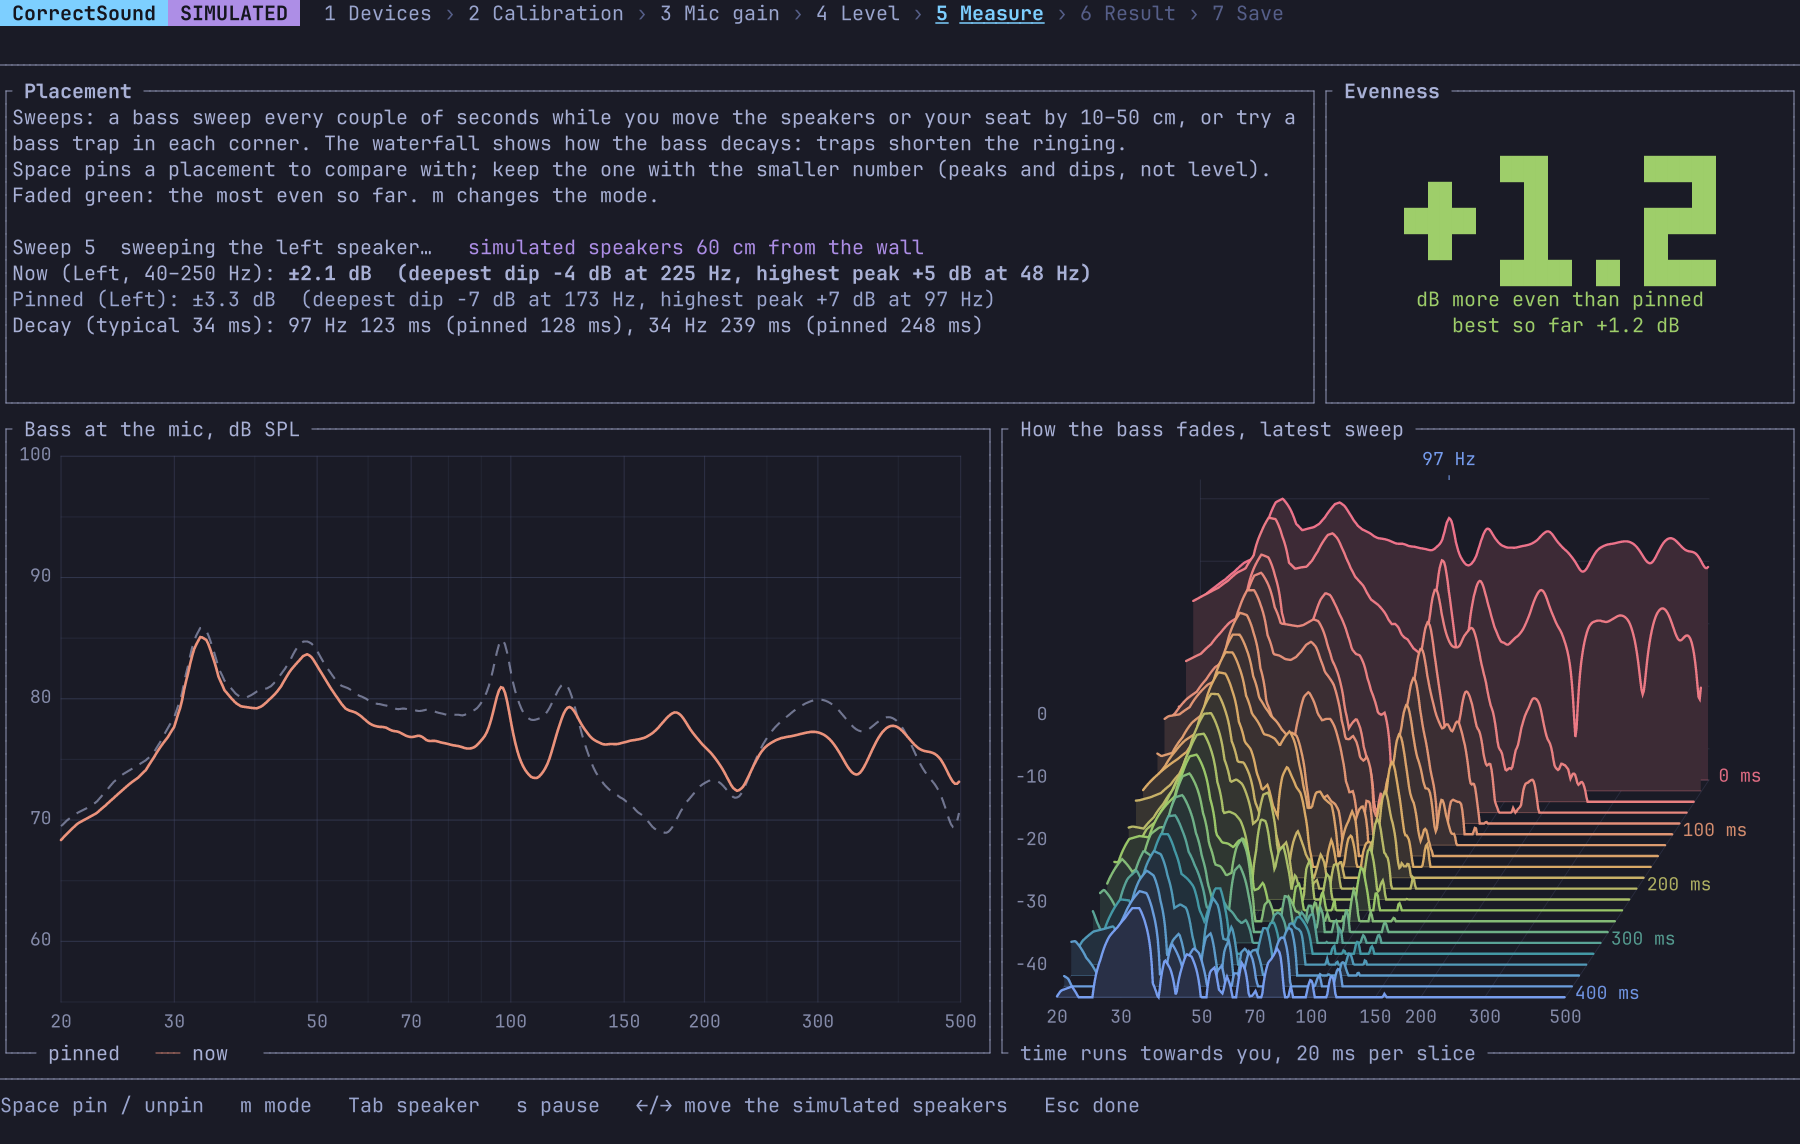 CorrectSound SIMULATED 1 Devices › 2 Calibration › 3 Mic gain › 4 Level › 5 Measure › 6 Result › 7 Save
Placement
Sweeps: a bass sweep every couple of seconds while you move the speakers or your seat by 10–50 cm, or try a
bass trap in each corner. The waterfall shows how the bass decays: traps shorten the ringing.
Space pins a placement to compare with; keep the one with the smaller number (peaks and dips, not level).
Faded green: the most even so far. m changes the mode.
Sweep 5 sweeping the left speaker… simulated speakers 60 cm from the wall
Now (Left, 40–250 Hz): ±2.1 dB (deepest dip -4 dB at 225 Hz, highest peak +5 dB at 48 Hz)
Pinned (Left): ±3.3 dB (deepest dip -7 dB at 173 Hz, highest peak +7 dB at 97 Hz)
Decay (typical 34 ms): 97 Hz 123 ms (pinned 128 ms), 34 Hz 239 ms (pinned 248 ms)
Evenness
+1.2
dB more even than pinned
best so far +1.2 dB
Bass at the mic, dB SPL
100
90
80
70
60
20 30 50 70 100 150 200 300 500
pinned now
How the bass fades, latest sweep
97 Hz
0
-10
-20
-30
-40
0 ms
100 ms
200 ms
300 ms
400 ms
20 30 50 70 100 150 200 300 500
time runs towards you, 20 ms per slice
Space pin / unpin m mode Tab speaker s pause ←/→ move the simulated speakers Esc done